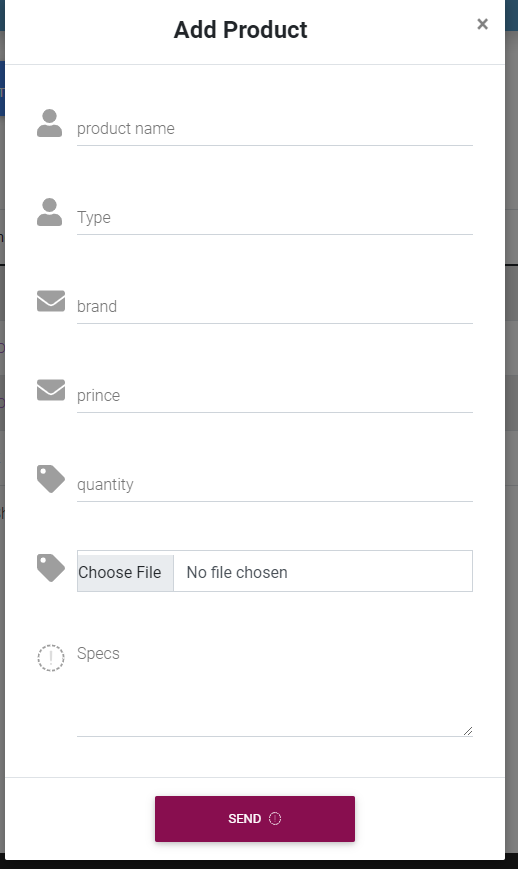 Add Product
×
product name
Type
brand
prince
quantity
Choose File No file chosen
Specs
SEND